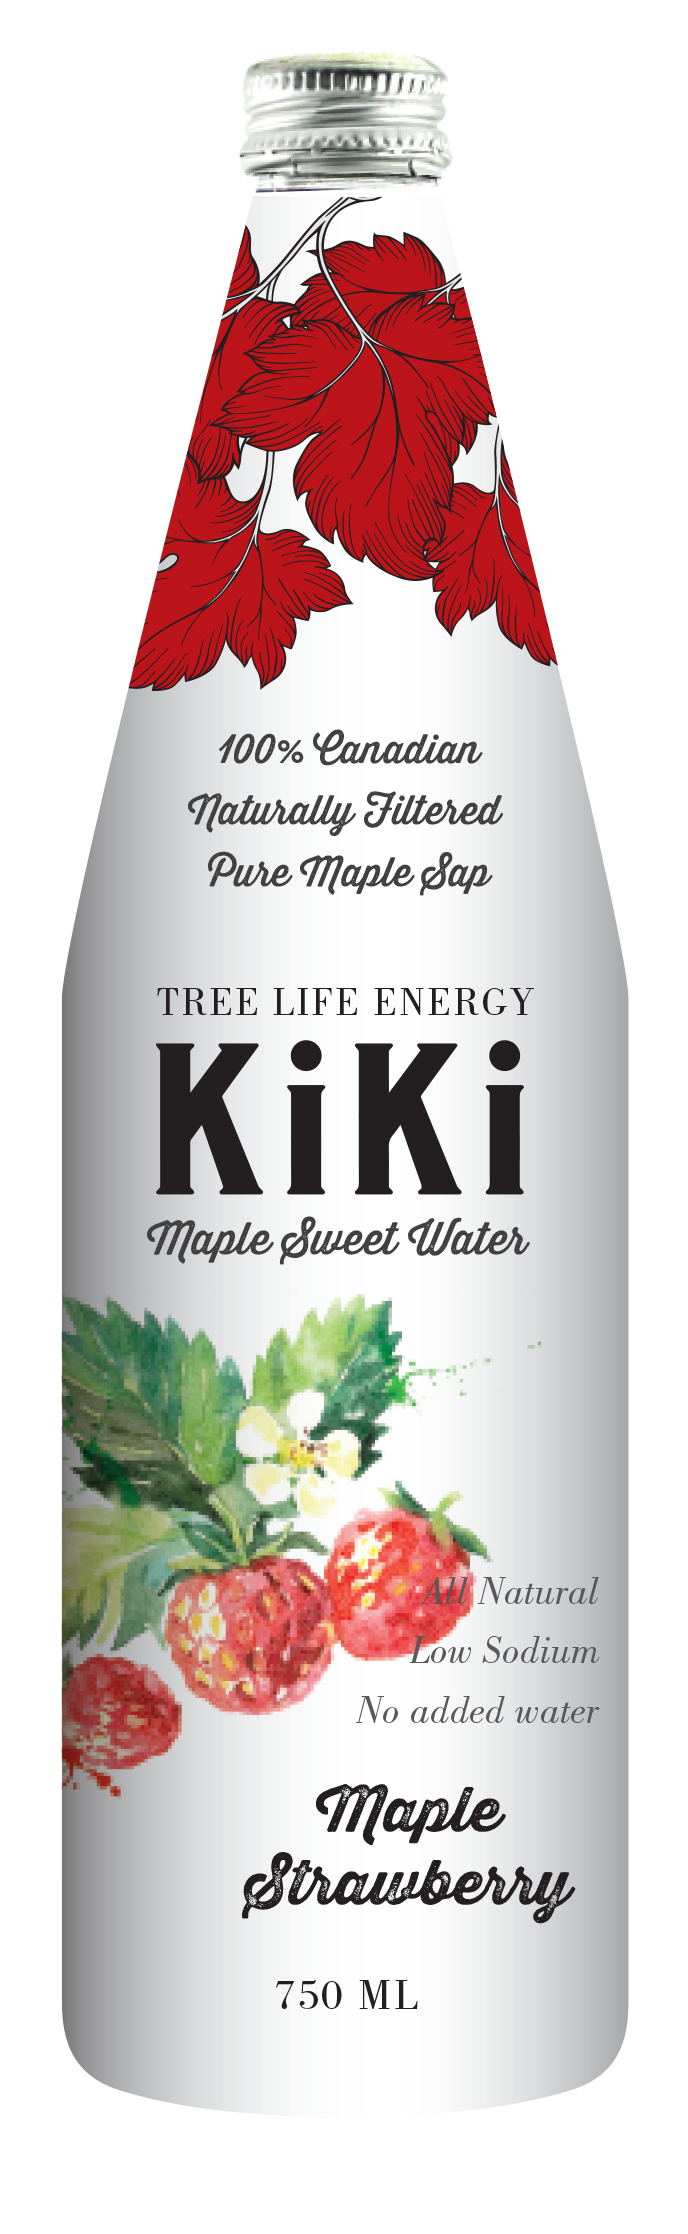 100% Canadian
Naturally Filtered
Pure Maple Sap
TREE LIFE ENERGY
KiKi
Maple Sweet Water
All Natural
Low Sodium
No added water
Maple
Strawberry
750 ML